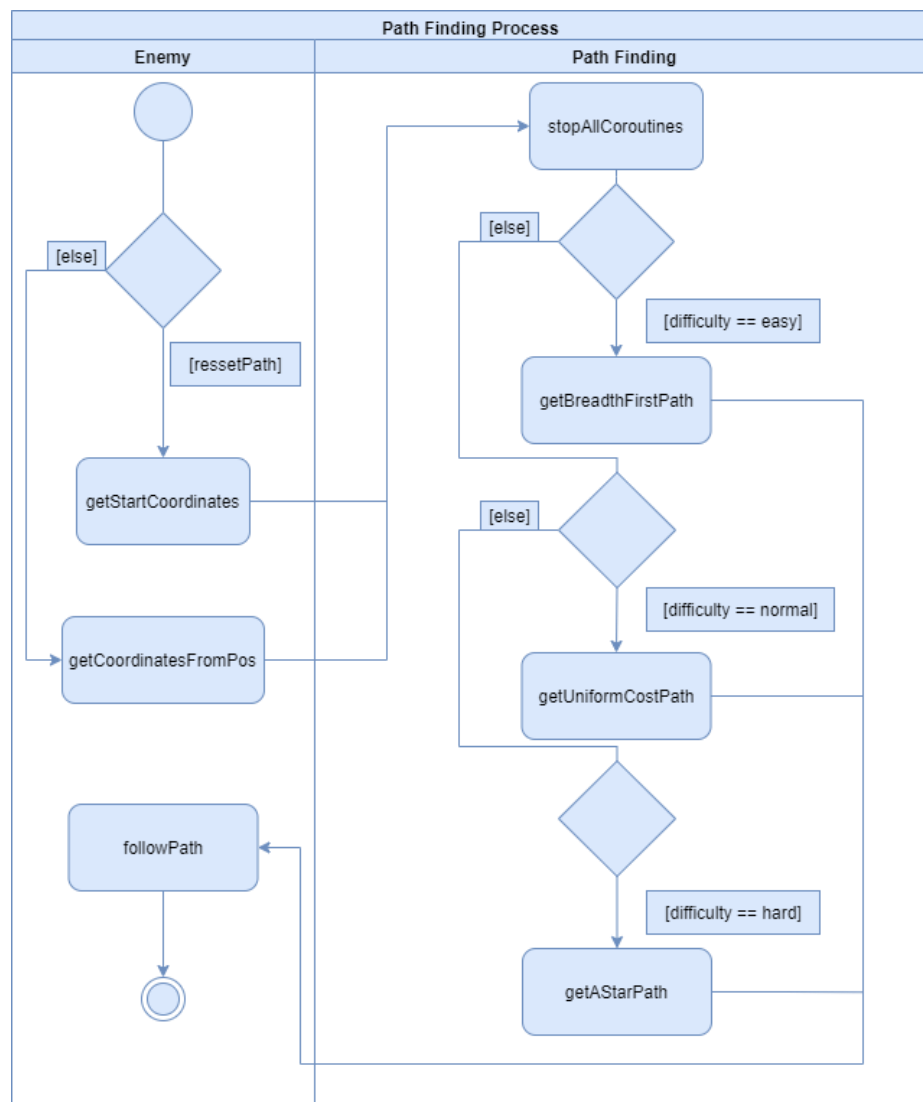 Path Finding Process
Enemy
Path Finding
stopAllCoroutines
[else]
[else]
[difficulty == easy]
[ressetPath]
getBreadthFirstPath
getStartCoordinates
[else]
[difficulty == normal]
getCoordinatesFromPos
getUniformCostPath
followPath
[difficulty == hard]
getAStarPath